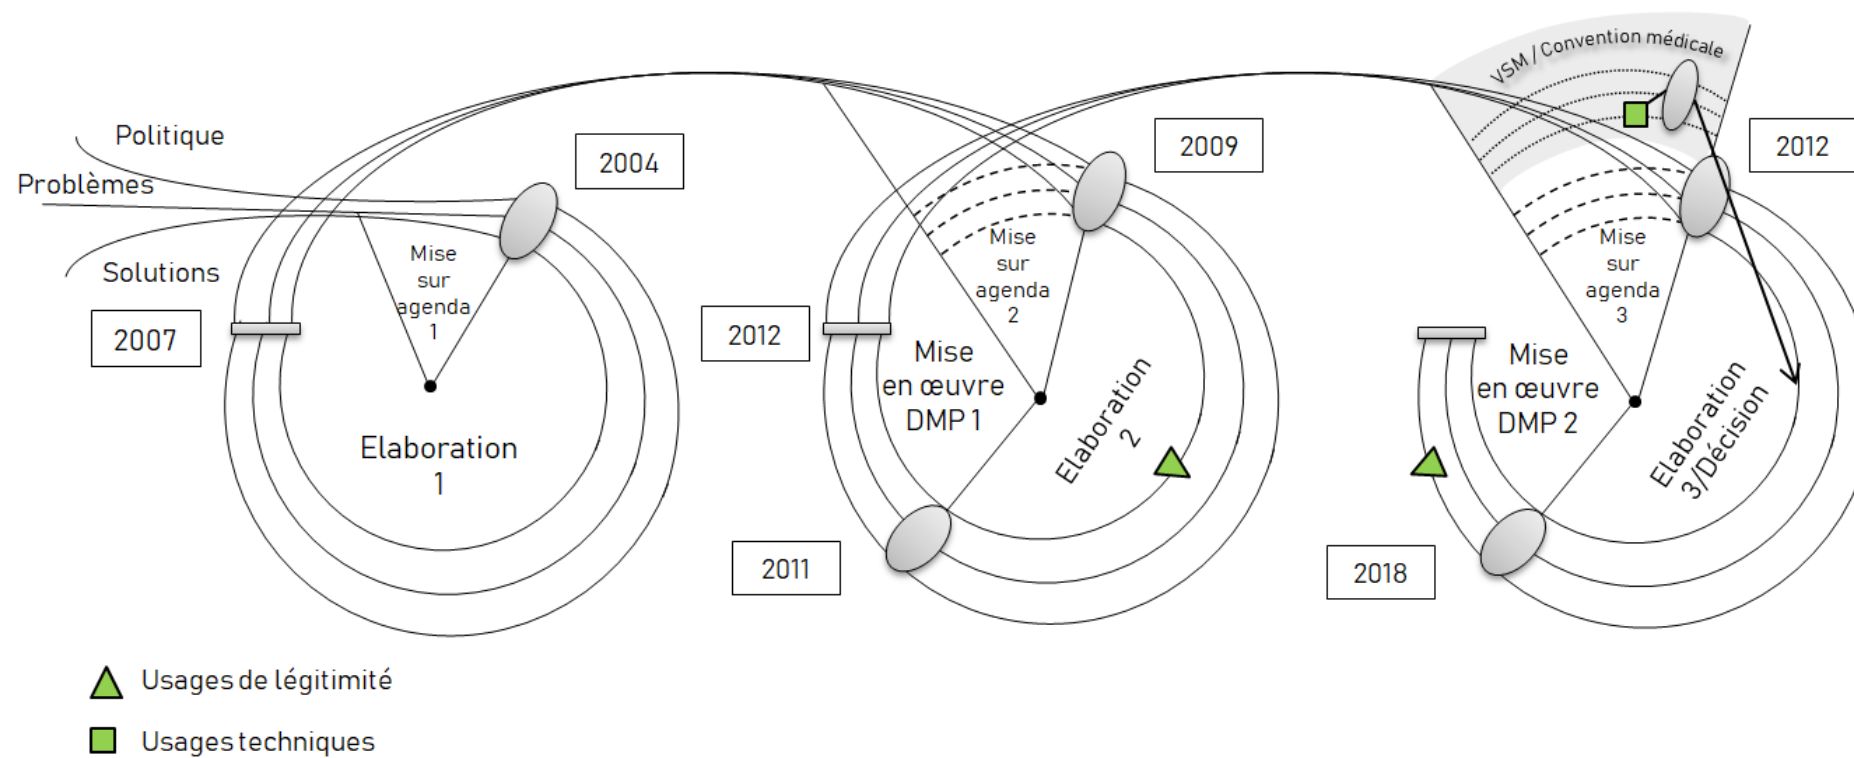 Politique
Problèmes
Solutions
2004
2007
Mise
sur
agenda
1
Elaboration
1
2009
2012
Mise
sur
agenda
2
Mise
en œuvre
DMP 1
Elaboration
2
2011
VSM / Convention médicale
2012
Mise
sur
agenda
3
Mise
en œuvre
DMP 2
Elaboration
3/Décision
2018
Usages de légitimité
Usages techniques